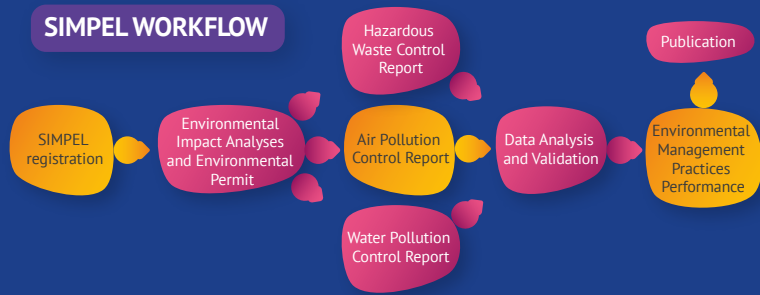 SIMPEL WORKFLOW
SIMPEL
registration
Environmental
Impact Analyses
and Environmental
Permit
Hazardous
Waste Control
Report
Air Pollution
Control Report
Water Pollution
Control Report
Data Analysis
and Validation
Environmental
Management
Practices
Performance
Publication